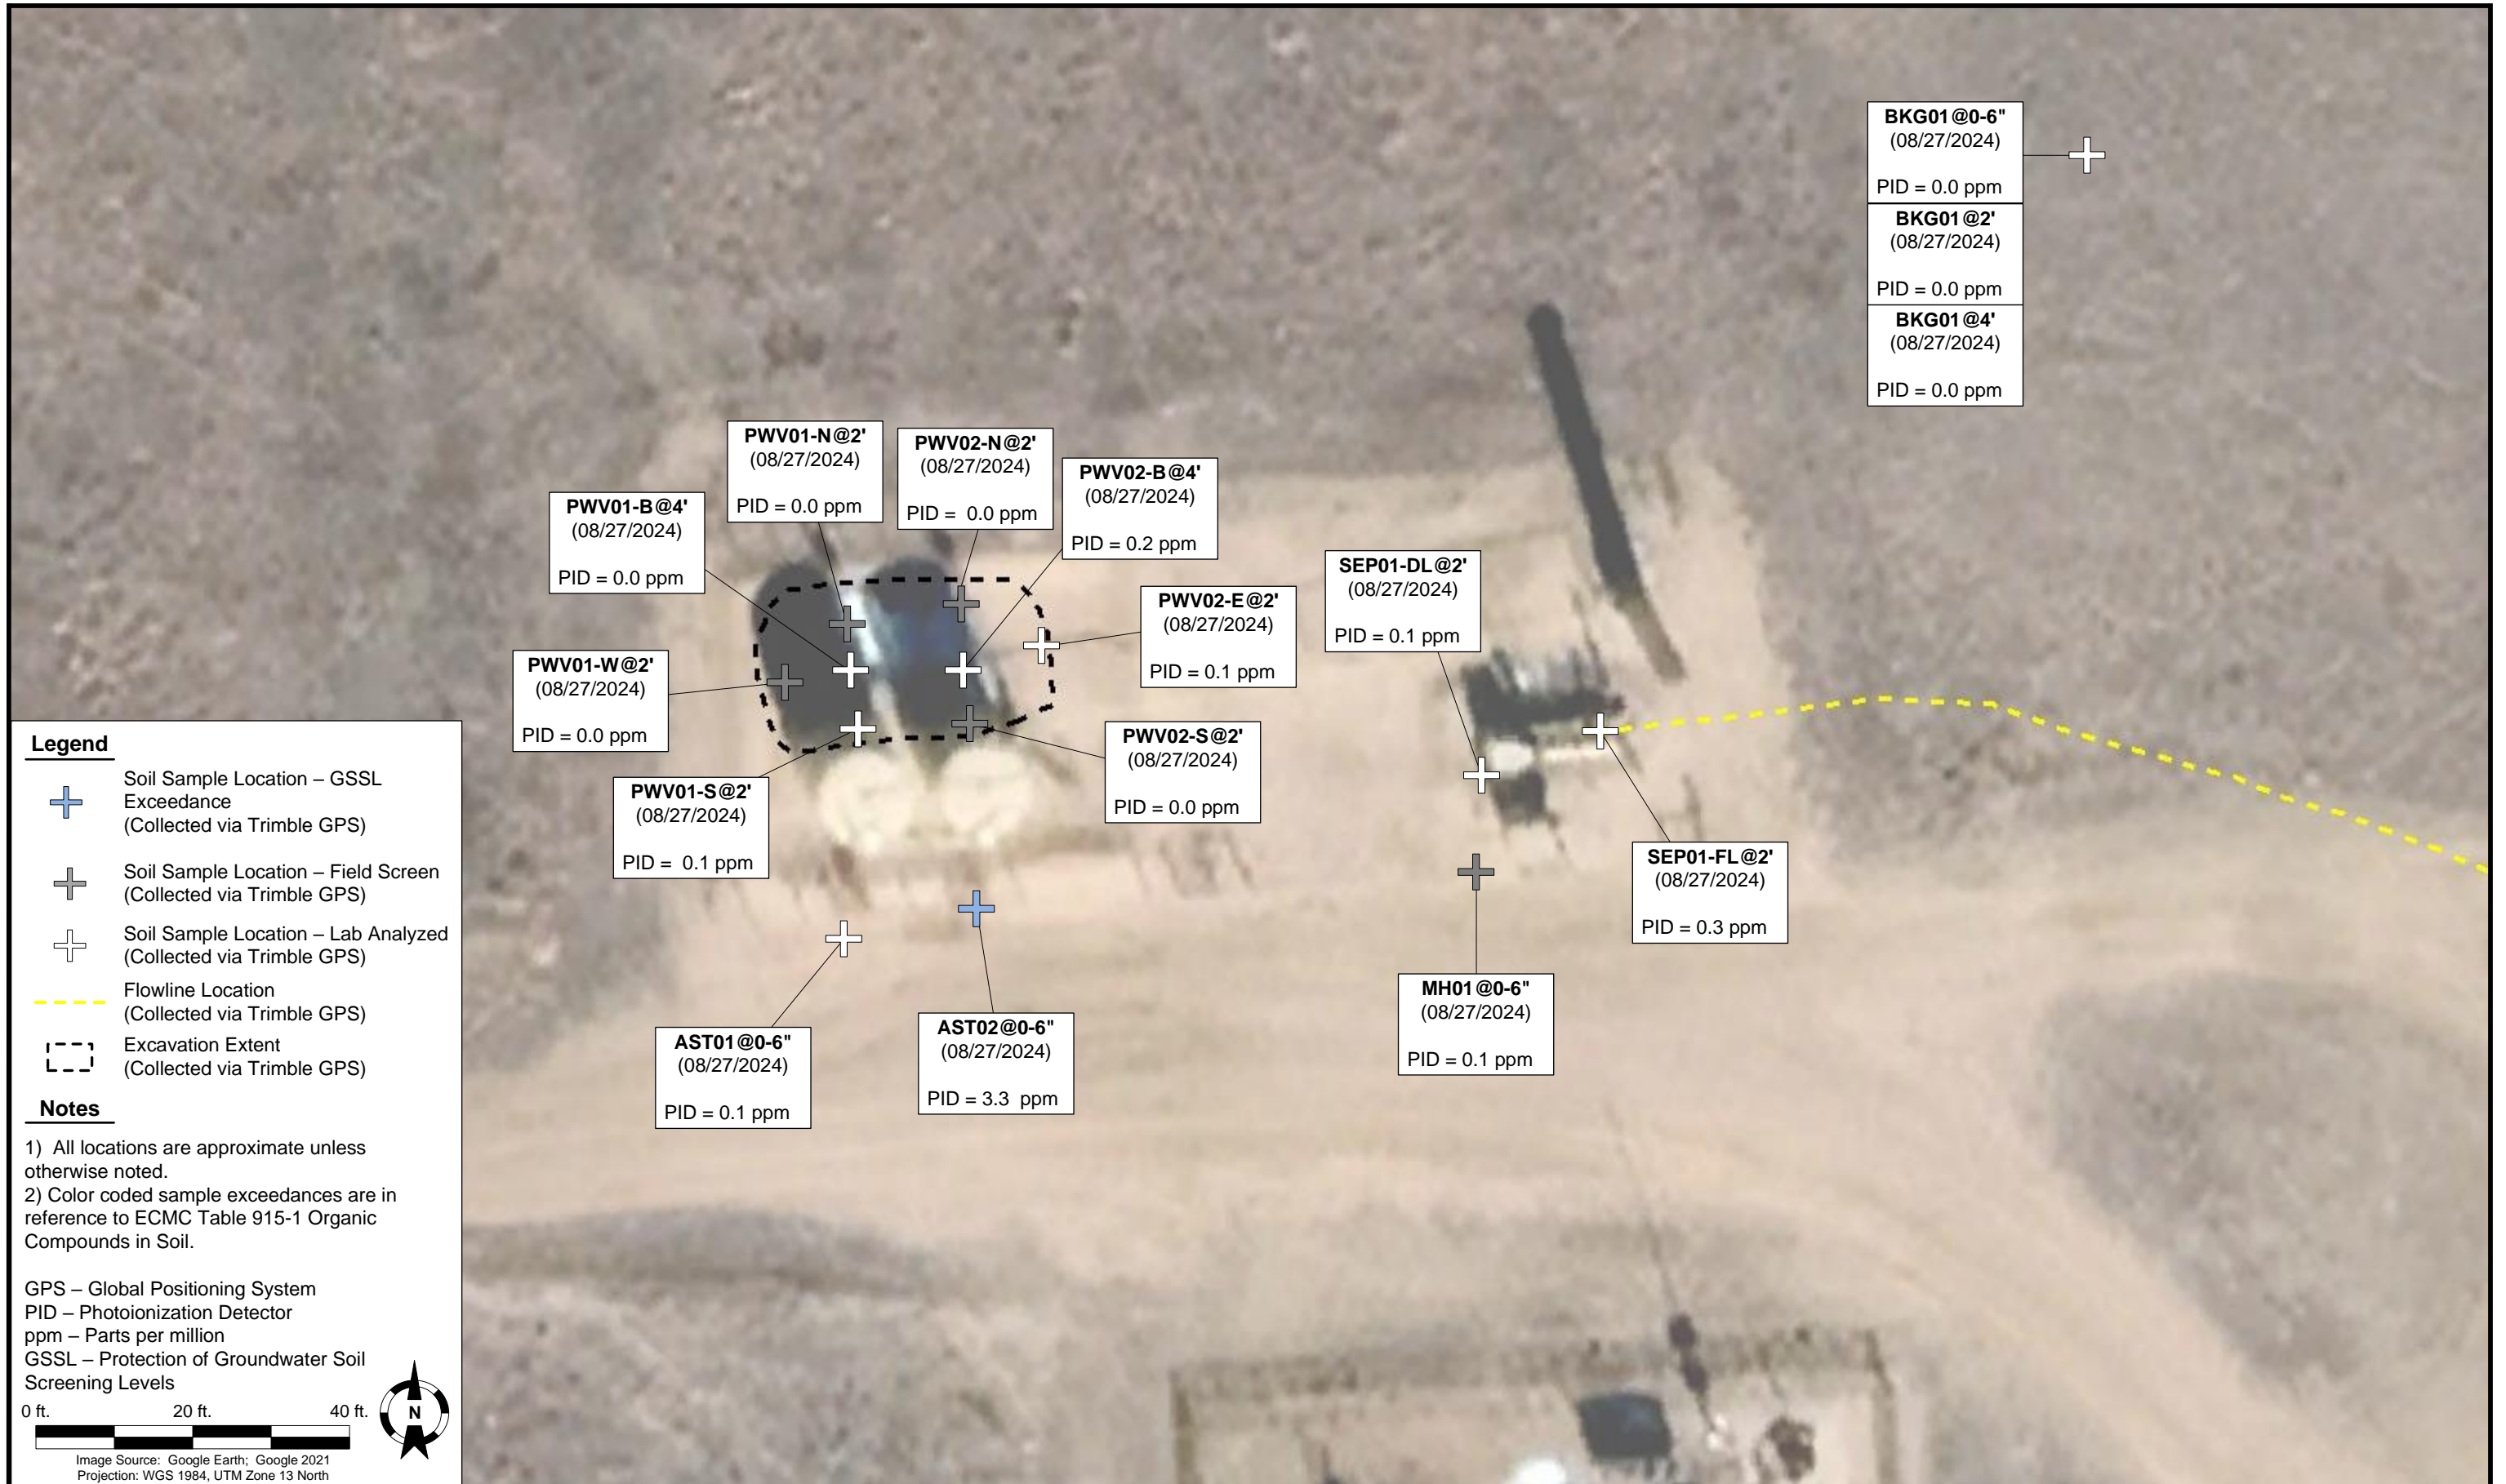 BKG01@0-6"
(08/27/2024)
PID = 0.0 ppm
BKG01@2'
(08/27/2024)
PID = 0.0 ppm
BKG01@4'
(08/27/2024)
PID = 0.0 ppm
PWV01-N@2'
(08/27/2024)
PID = 0.0 ppm
PWV02-N@2'
(08/27/2024)
PID =  0.0 ppm
PWV02-B@4'
(08/27/2024)
PID = 0.2 ppm
PWV01-B@4'
(08/27/2024)
PID = 0.0 ppm
SEP01-DL@2'
(08/27/2024)
PID = 0.1 ppm
PWV02-E@2'
(08/27/2024)
PID = 0.1 ppm
PWV01-W@2'
(08/27/2024)
PID = 0.0 ppm
PWV02-S@2'
(08/27/2024)
PID = 0.0 ppm
PWV01-S@2'
(08/27/2024)
PID =  0.1 ppm
SEP01-FL@2'
(08/27/2024)
PID = 0.3 ppm
MH01@0-6"
(08/27/2024)
PID = 0.1 ppm
AST01@0-6"
(08/27/2024)
PID = 0.1 ppm
AST02@0-6"
(08/27/2024)
PID = 3.3  ppm
Legend
Soil Sample Location – GSSL
Exceedance
(Collected via Trimble GPS)
Soil Sample Location – Field Screen
(Collected via Trimble GPS)
Soil Sample Location – Lab Analyzed
(Collected via Trimble GPS)
Flowline Location
(Collected via Trimble GPS)
Excavation Extent
(Collected via Trimble GPS)
Notes
1)  All locations are approximate unless
otherwise noted.
2) Color coded sample exceedances are in
reference to ECMC Table 915-1 Organic
Compounds in Soil.
GPS – Global Positioning System
PID – Photoionization Detector
ppm – Parts per million
GSSL – Protection of Groundwater Soil
Screening Levels
0 ft. 20 ft. 40 ft.
N
Image Source:  Google Earth;  Google 2021
Projection: WGS 1984, UTM Zone 13 North